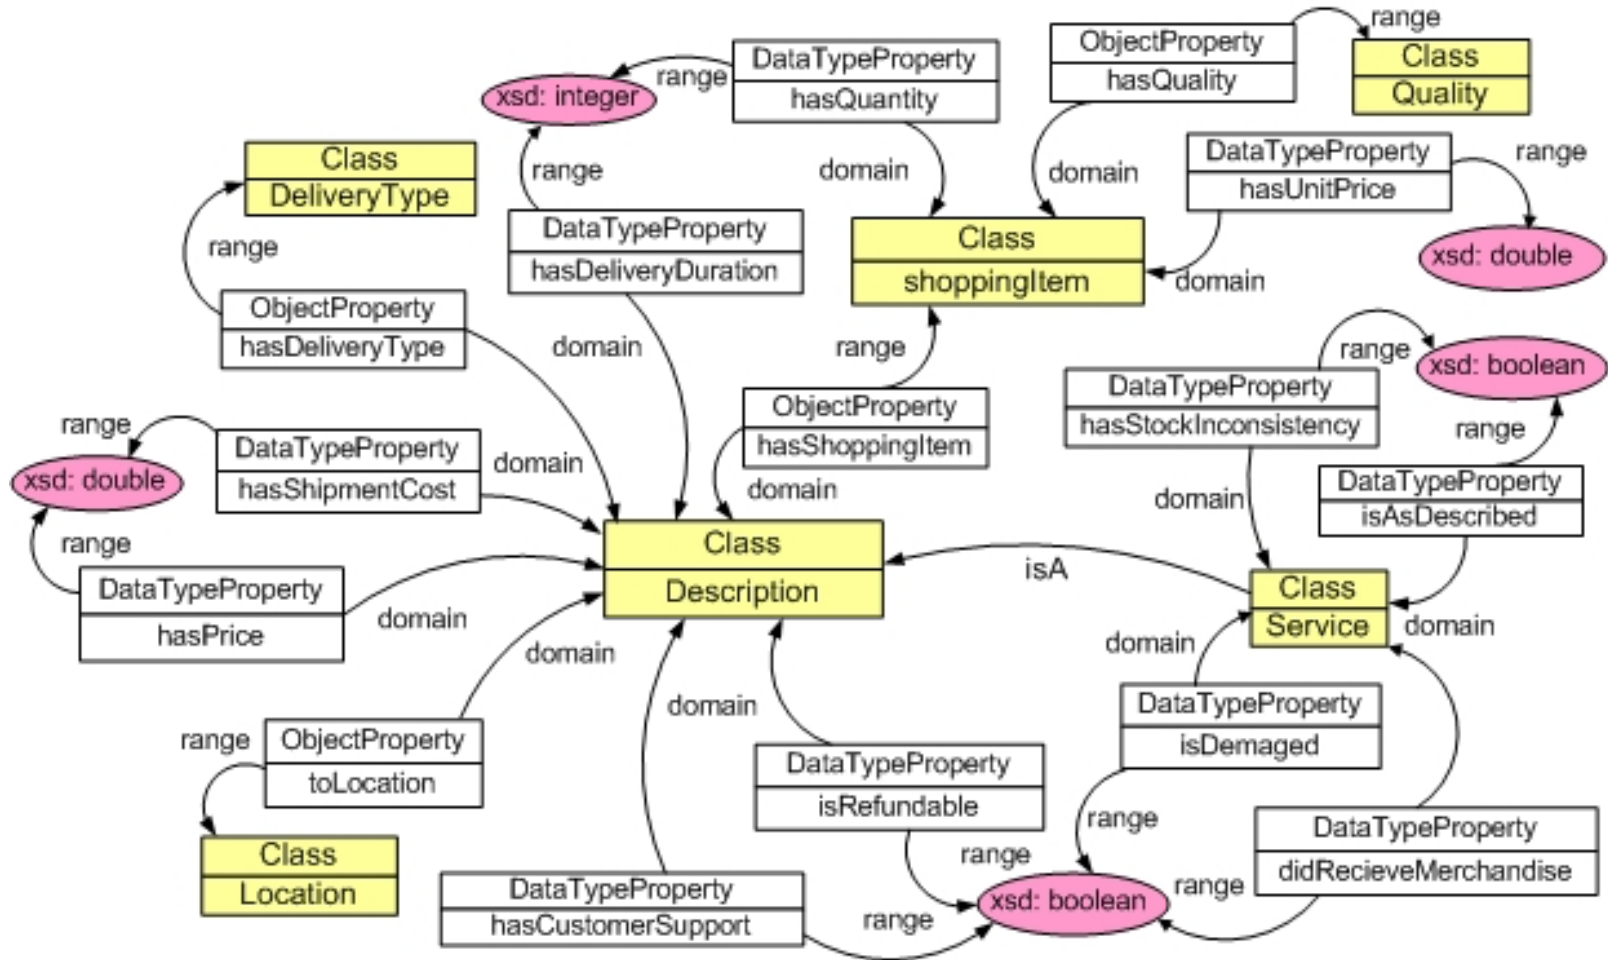 range
ObjectProperty
hasQuality
Class
Quality
DataTypeProperty
hasQuantity
range
xsd: integer
domain
domain
DataTypeProperty
hasUnitPrice
range
xsd: double
domain
Class
DeliveryType
range
range
DataTypeProperty
hasDeliveryDuration
Class
shoppingItem
ObjectProperty
hasDeliveryType
domain
range
range
xsd: boolean
DataTypeProperty
hasStockInconsistency
range
ObjectProperty
hasShoppingItem
domain
range
DataTypeProperty
hasShipmentCost
domain
xsd: double
domain
DataTypeProperty
isAsDescribed
range
DataTypeProperty
hasPrice
domain
Class
Description
isA
Class
Service
domain
domain
domain
DataTypeProperty
isDemaged
domain
range
ObjectProperty
toLocation
DataTypeProperty
isRefundable
range
range
DataTypeProperty
didRecieveMerchandise
range
Class
Location
DataTypeProperty
hasCustomerSupport
range
xsd: boolean